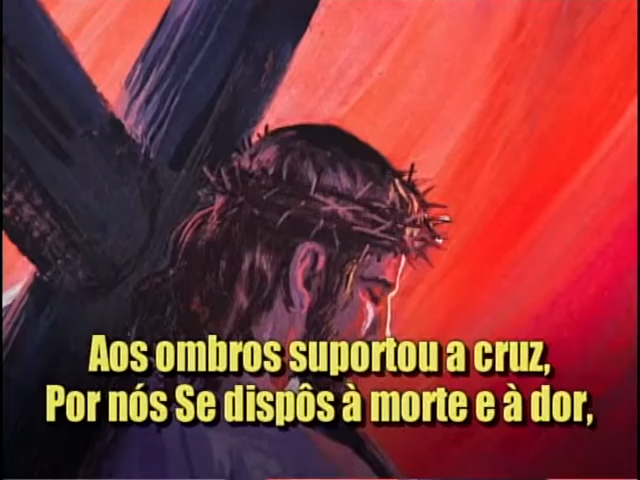 Aos ombros suportou a cruz,
Por nós Se dispôs à morte e à dor,